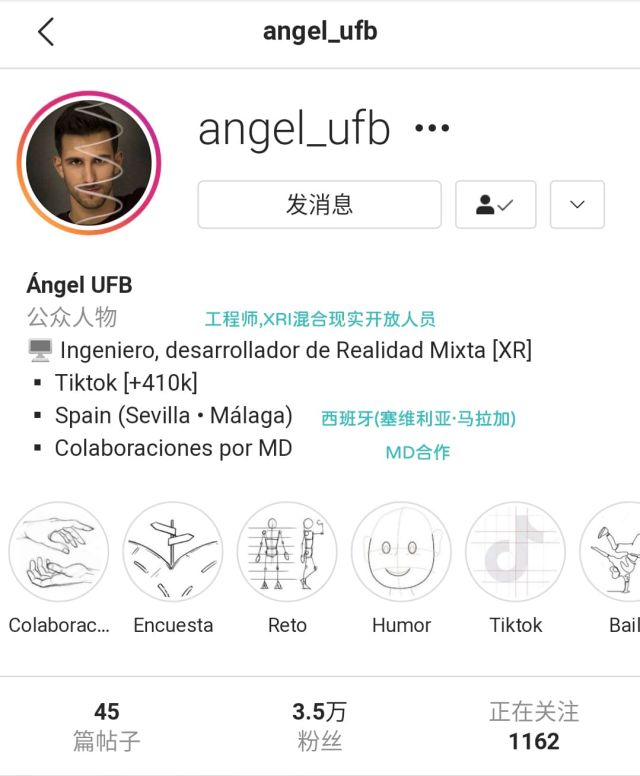 angel_ufb
angel_ufb
发消息
Ángel UFB
公众人物
工程师,XRI混合现实开放人员
Ingeniero, desarrollador de Realidad Mixta [XR]
▪ Tiktok [+410k]
▪ Spain (Sevilla • Málaga)
西班牙(塞维利亚·马拉加)
▪ Colaboraciones por MD
MD合作
Colaborac... Encuesta Reto Humor Tiktok Bail
45 3.5万 正在关注
篇帖子 粉丝 1162